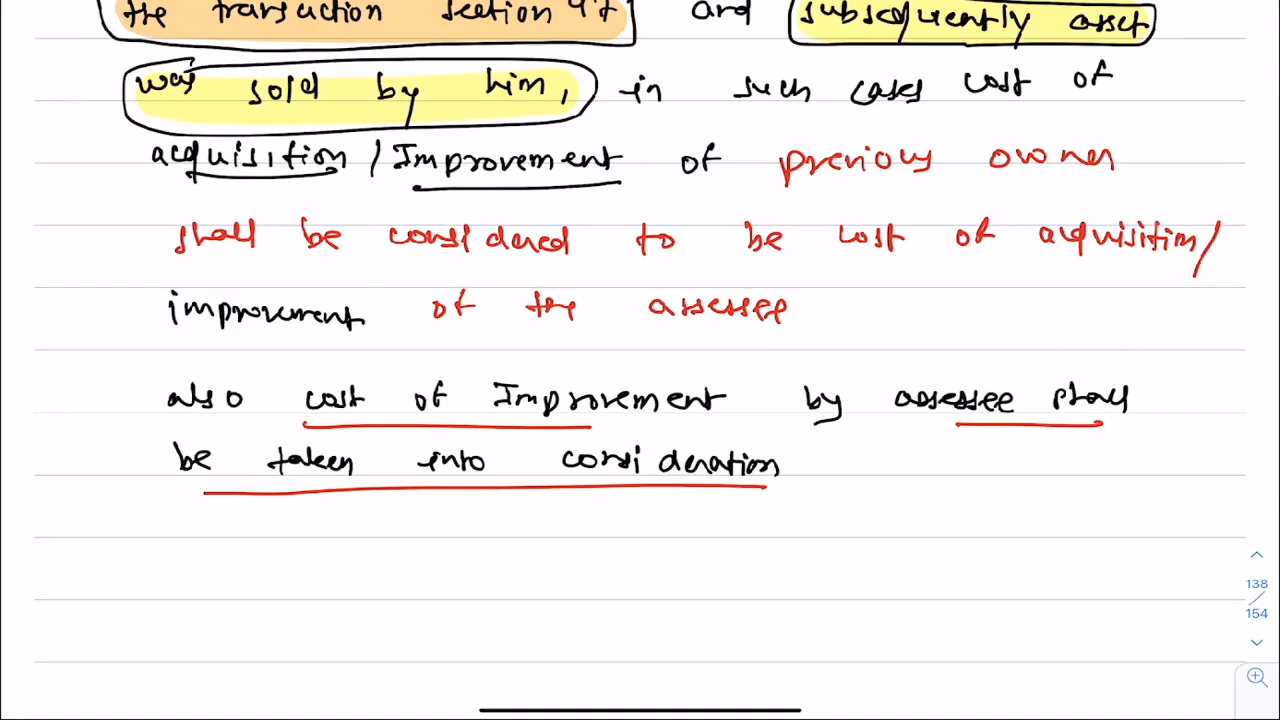 the transaction section 47 and subsequently asset
was sold by him, in such cases cost of
acquisition / Improvement of previous owner
shall be considered to be cost of acquisition/
improvement of the assessee
also cost of Improvement by assessee shall
be taken into consideration
138
154